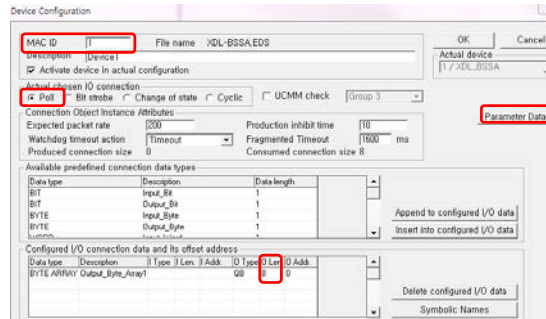 Device Configuration
MAC ID 1 File name XDL-BSSA.EDS
Description Device1
Activate device in actual configuration
OK Cancel
Actual device
1 / XDL_BSSA
Actual chosen IO connection
Poll Bit strobe Change of state Cyclic UCMM check Group 3
Parameter Data
Connection Object Instance Attributes
Expected packet rate 200 Production inhibit time 10
Watchdog timeout action Timeout Fragmented Timeout 1600 ms
Produced connection size 0 Consumed connection size 8
Available predefined connection data types
Data type Description Data length
BIT Input_Bit 1
BIT Output_Bit 1
BYTE Input_Byte 1
BYTE Output_Byte 1
Append to configured I/O data
Insert into configured I/O data
Configured I/O connection data and its offset address
Data type Description I Type I Len. I Addr. O Type O Len. O Addr.
BYTE ARRAY Output_Byte_Array1 QB 8 0
Delete configured I/O data
Symbolic Names